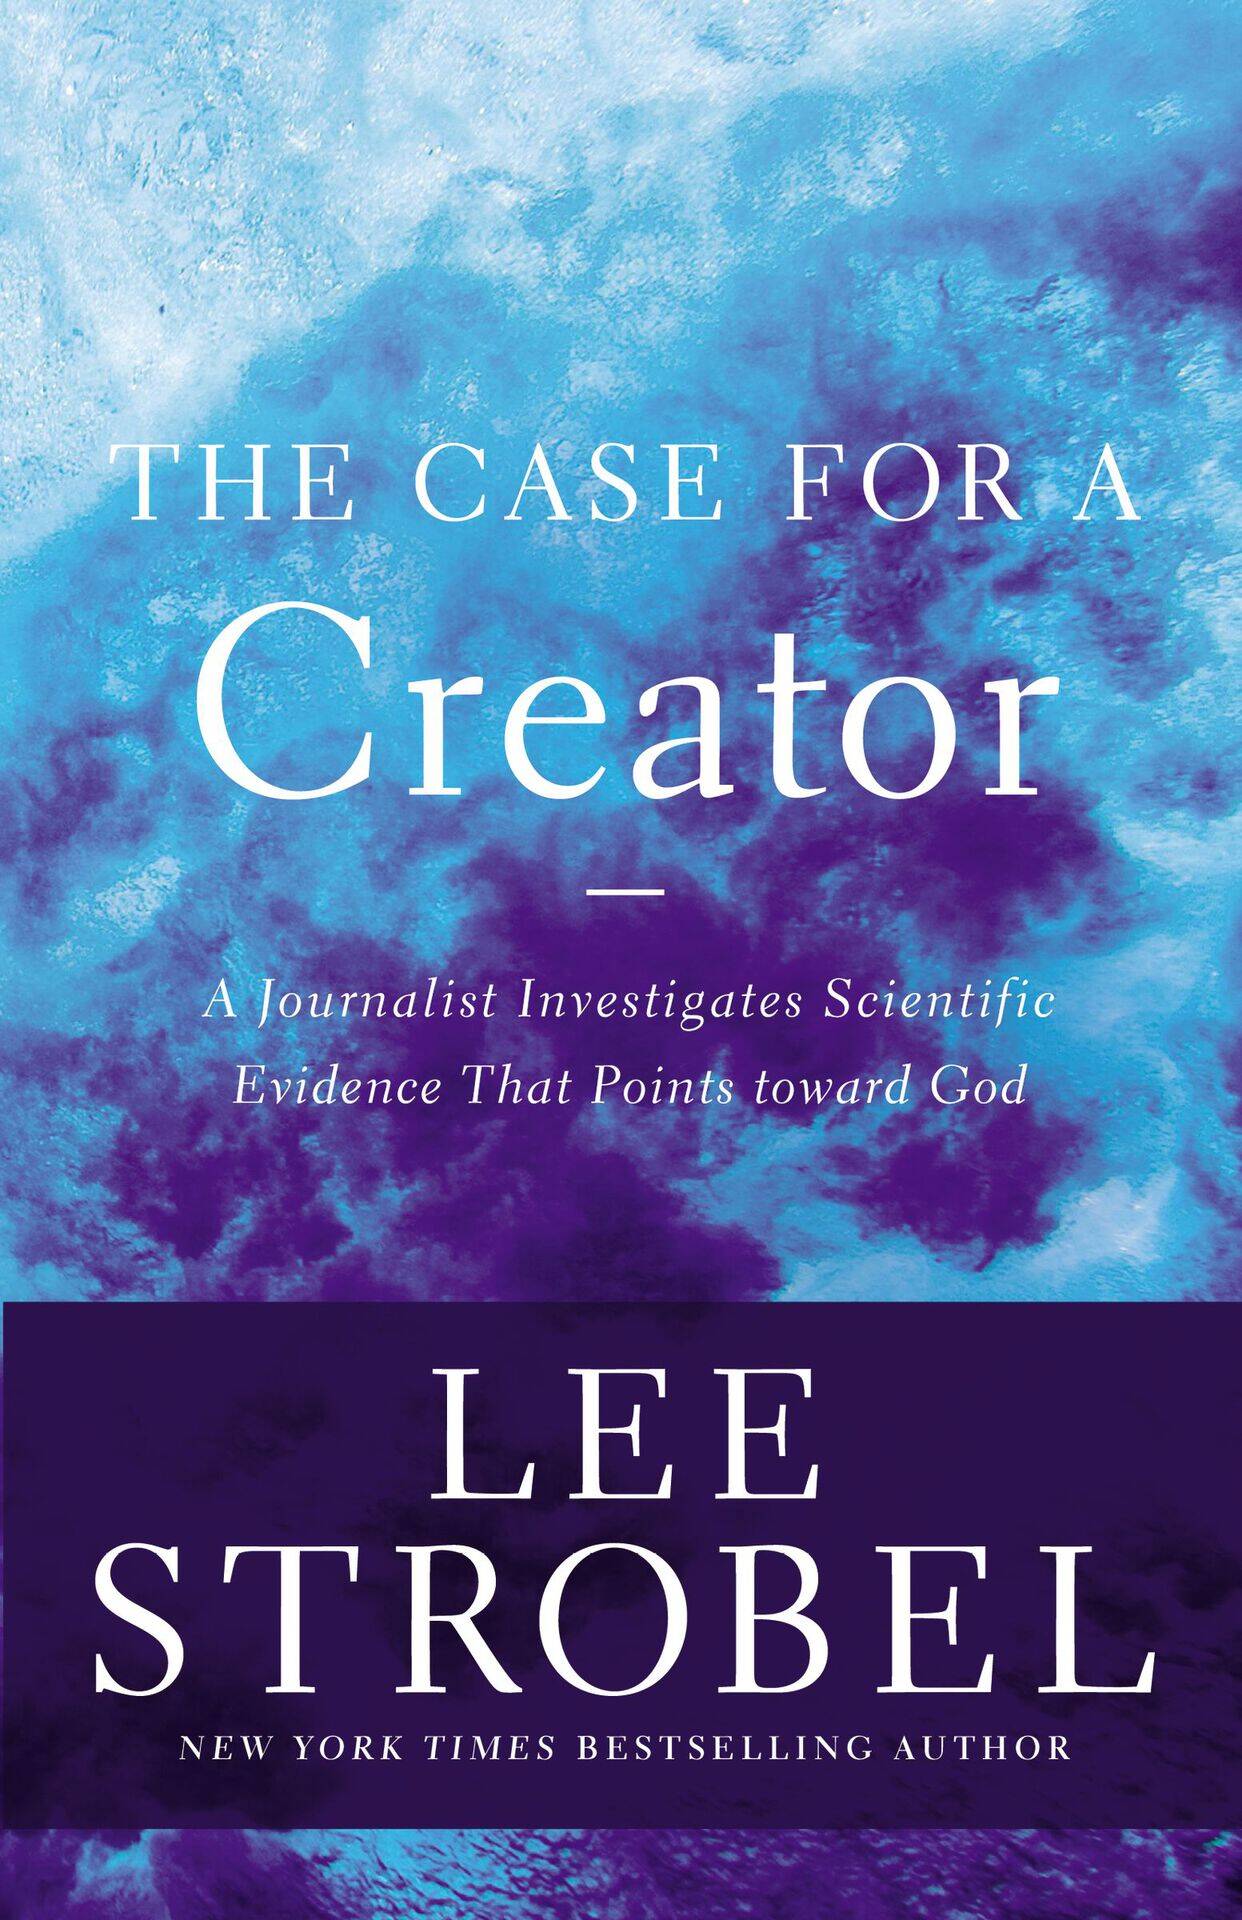 THE CASE FOR A
Creator
—
A Journalist Investigates Scientific
Evidence That Points toward God
LEE
STROBEL
NEW YORK TIMES BESTSELLING AUTHOR